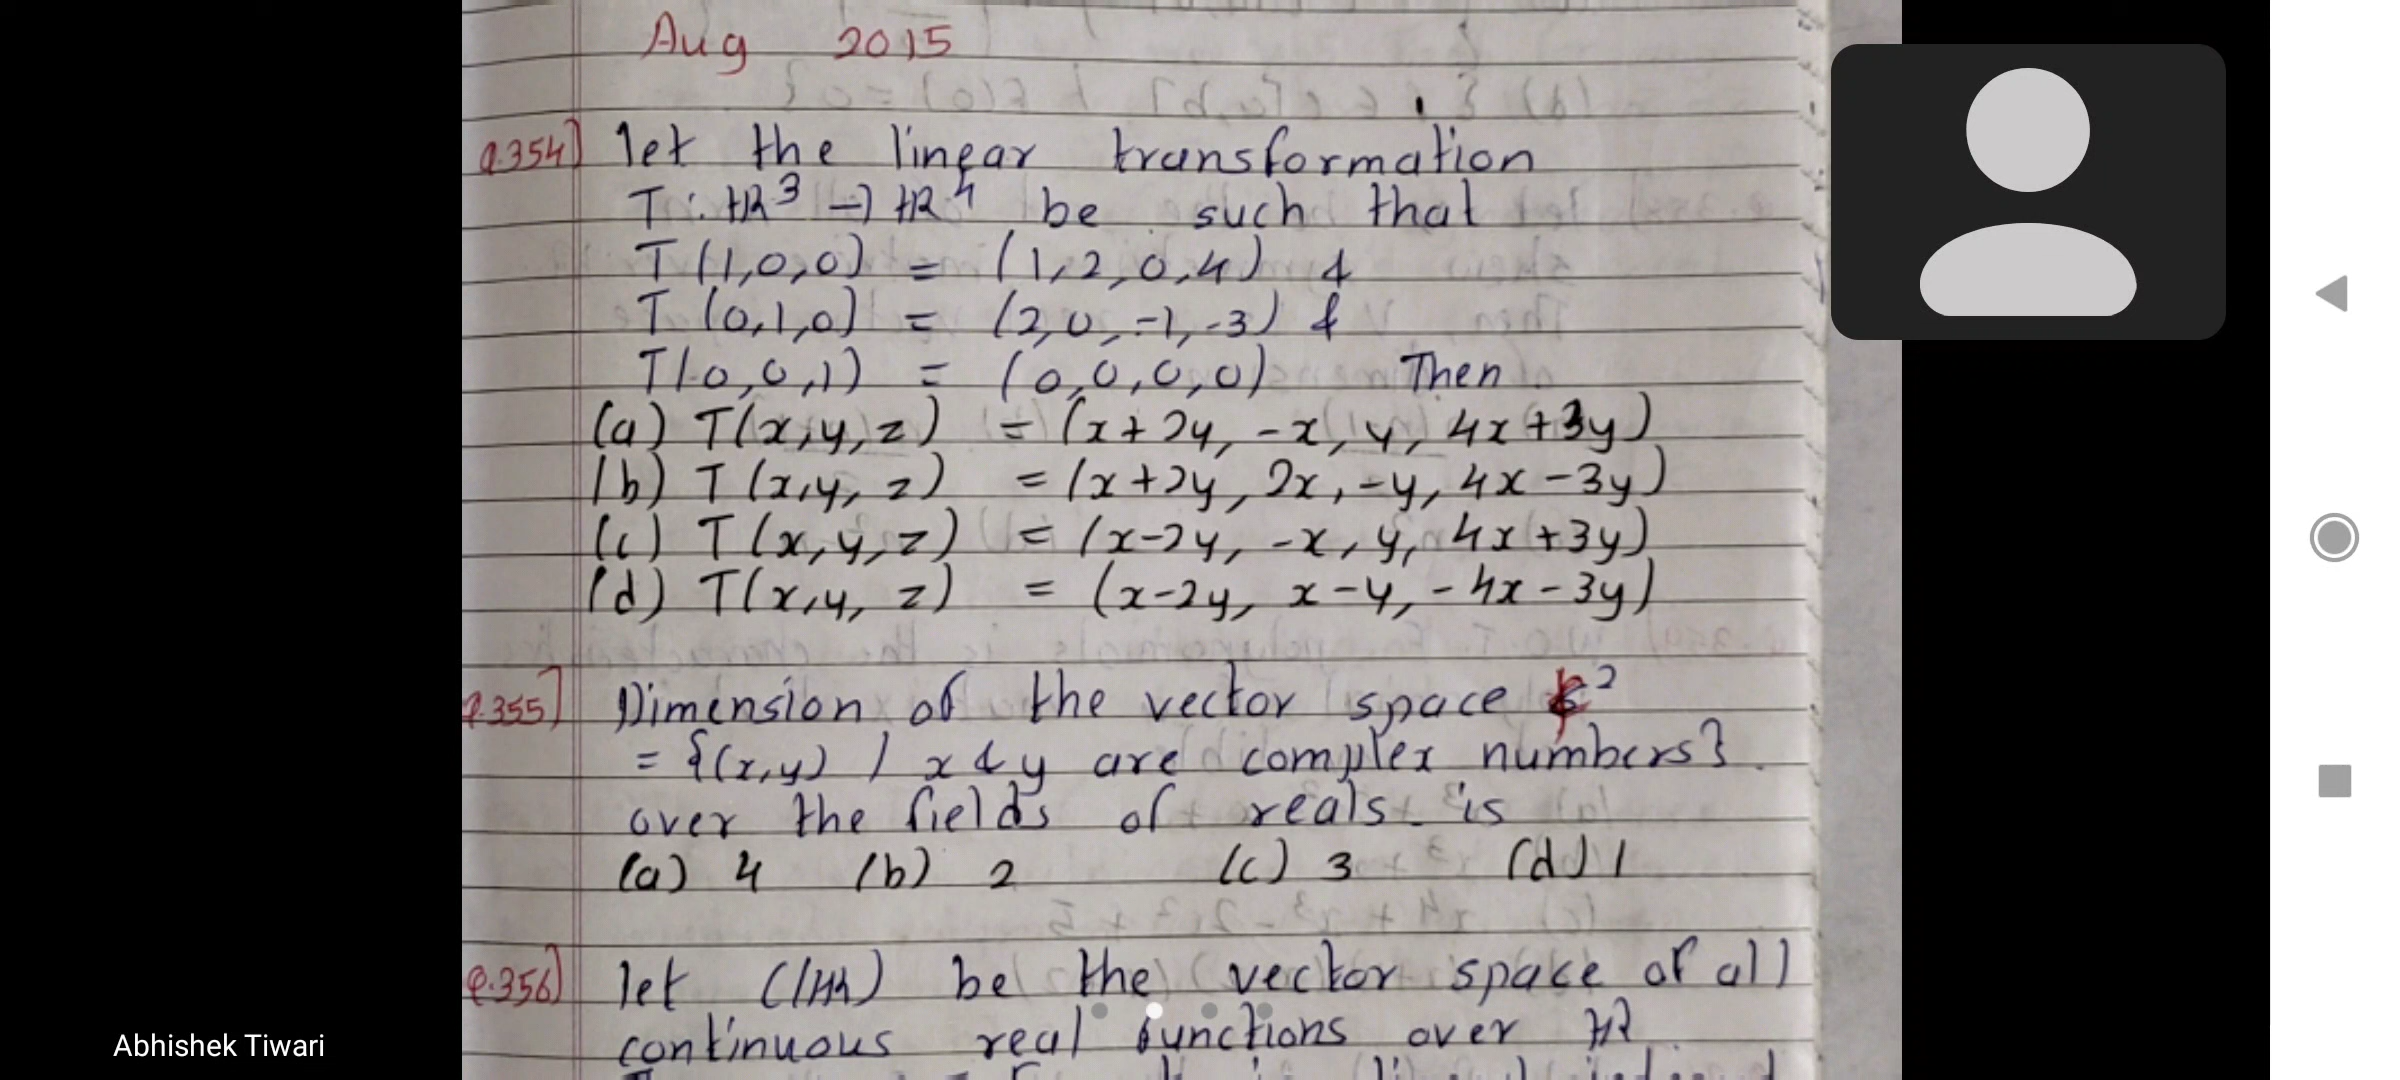 Aug 2015
Q.354] let the linear transformation
T : ℝ³ → ℝ⁴ be such that
T (1,0,0) = (1,2,0,4) &
T (0,1,0) = (2,0,-1,-3) &
T(0,0,1) = (0,0,0,0) Then
(a) T(x,y,z) = (x+2y, -x, y, 4x+3y)
(b) T(x,y,z) = (x+2y, 2x, -y, 4x-3y)
(c) T(x,y,z) = (x-2y, -x, y, 4x+3y)
(d) T(x,y,z) = (x-2y, x-y, -4x-3y)
Q.355] Dimension of the vector space ²
= {(x,y) / x & y are complex numbers}
over the fields of reals is
(a) 4 (b) 2 (c) 3 (d) 1
Q.356] let be the vector space of all
continuous real functions over ℝ
Abhishek Tiwari